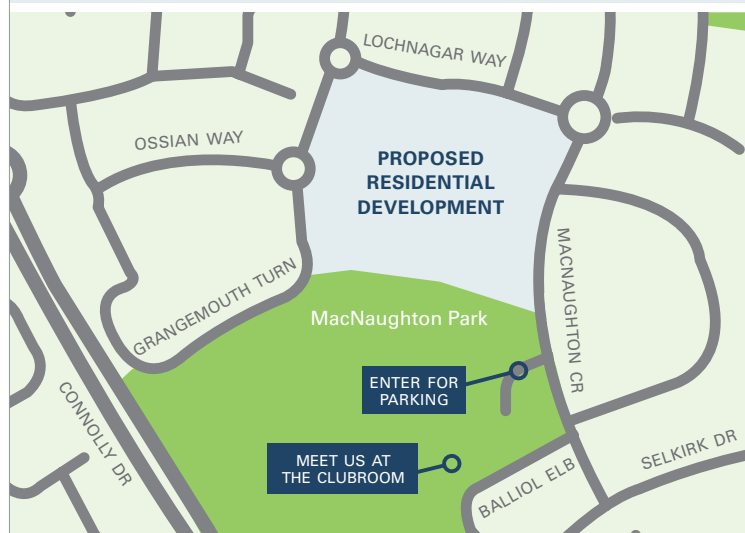 LOCHNAGAR WAY
OSSIAN WAY
PROPOSED
RESIDENTIAL
DEVELOPMENT
GRANGEMOUTH TURN
MACNAUGHTON CR
MacNaughton Park
ENTER FOR
PARKING
CONNOLLY DR
MEET US AT
THE CLUBROOM
BALLIOL ELB
SELKIRK DR